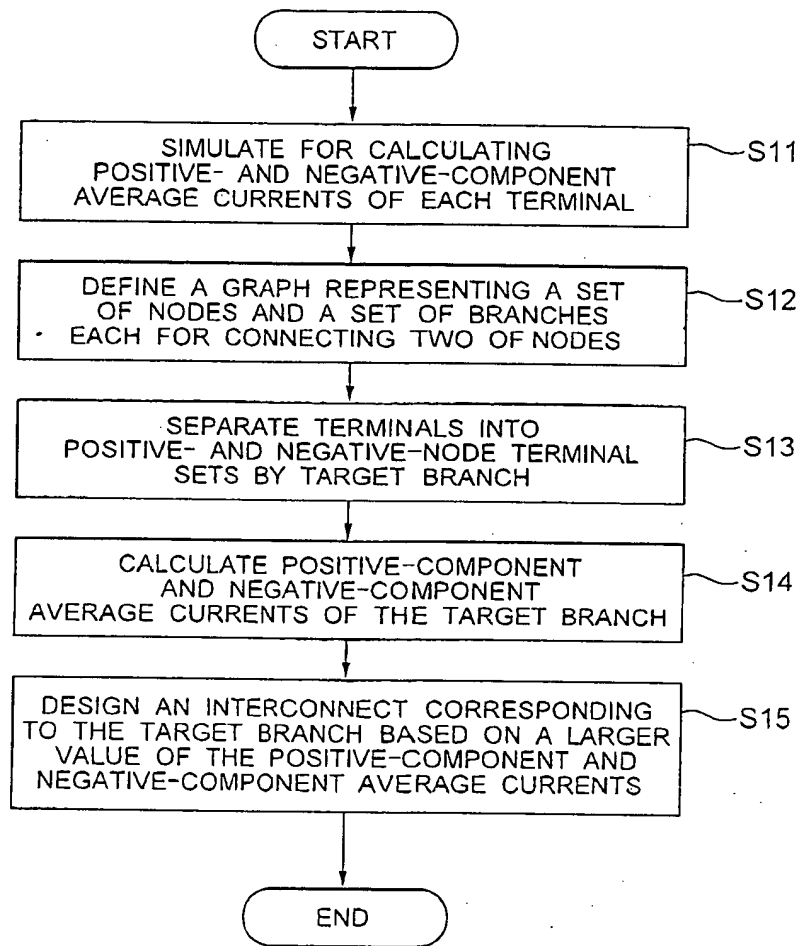 START
SIMULATE FOR CALCULATING
POSITIVE- AND NEGATIVE-COMPONENT
AVERAGE CURRENTS OF EACH TERMINAL
S11
DEFINE A GRAPH REPRESENTING A SET
OF NODES AND A SET OF BRANCHES
EACH FOR CONNECTING TWO OF NODES
S12
SEPARATE TERMINALS INTO
POSITIVE- AND NEGATIVE-NODE TERMINAL
SETS BY TARGET BRANCH
S13
CALCULATE POSITIVE-COMPONENT
AND NEGATIVE-COMPONENT
AVERAGE CURRENTS OF THE TARGET BRANCH
S14
DESIGN AN INTERCONNECT CORRESPONDING
TO THE TARGET BRANCH BASED ON A LARGER
VALUE OF THE POSITIVE-COMPONENT AND
NEGATIVE-COMPONENT AVERAGE CURRENTS
S15
END